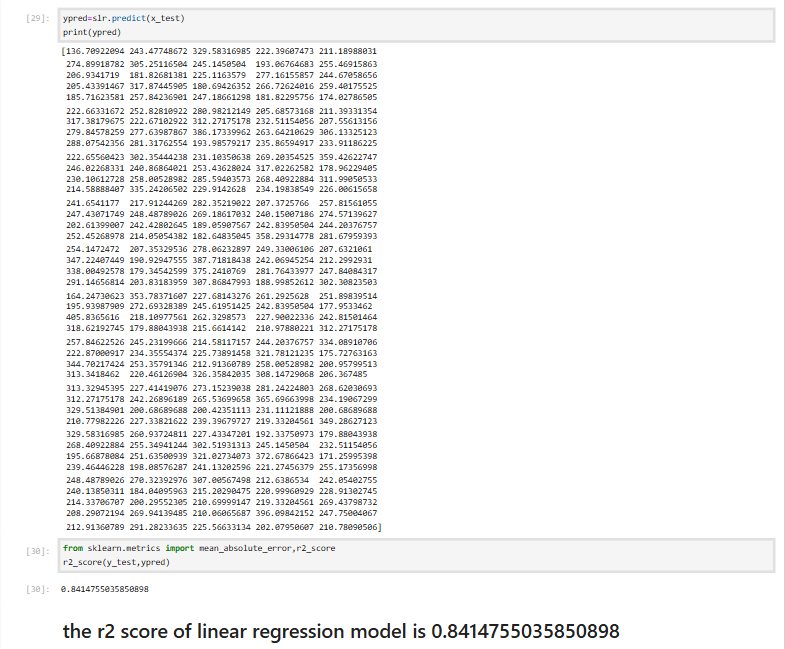 [29]:
ypred=slr.predict(x_test)
print(ypred)
[136.70922094 243.47748672 329.58316985 222.39607473 211.18988031
274.89918782 305.25116504 245.1450504 193.06764683 255.46915863
206.9341719 181.82681381 225.1163579 277.16155857 244.67058656
205.43391467 317.87445905 180.69426352 266.72624016 259.40175525
185.71623581 257.84236901 247.18661298 181.82295756 174.02786505
222.66331672 252.82810922 280.98212149 205.68573168 211.39331354
317.38179675 222.67102922 312.27175178 232.51154056 207.55613156
279.84578259 277.63987867 386.17339962 263.64210629 306.13325123
288.07542356 281.31762554 193.98579217 235.86594917 233.91186225
222.65560423 302.35444238 231.10350638 269.20354525 359.42622747
246.02268331 240.86864021 253.43628024 317.02262582 178.96229405
230.10612728 258.00528982 285.59403573 268.40922884 311.99050533
214.58888407 335.24206502 229.9142628 234.19838549 226.00615658
241.6541177 217.91244269 282.35219022 207.3725766 257.81561055
247.43071749 248.48789026 269.18617032 240.15007186 274.57139627
202.61399007 242.42802645 189.05907567 242.83950504 244.20376757
252.45268978 214.05054382 182.64835045 358.29314778 281.67959393
254.1472472 207.35329536 278.06232897 249.33006106 207.6321061
347.22407449 190.92947555 387.71818438 242.06945254 212.2992931
338.00492578 179.34542599 375.2410769 281.76433977 247.84084317
291.14656814 203.83183959 307.86847993 188.99852612 302.30823503
164.24730623 353.78371607 227.68143276 261.2925628 251.89839514
195.93987909 272.69328389 245.61951425 242.83950504 177.9533462
405.8365616 218.10977561 262.3298573 227.90022336 242.81501464
318.62192745 179.88043938 215.6614142 210.97880221 312.27175178
257.84622526 245.23199666 214.58117157 244.20376757 334.08910706
222.87000917 234.35554374 225.73891458 321.78121235 175.72763163
344.70217424 253.35791346 212.91360789 258.00528982 200.95799513
313.3418462 220.46126904 326.35842035 308.14729068 206.367485
313.32945395 227.41419076 273.15239038 281.24224803 268.62030693
312.27175178 242.26896189 265.53699658 365.69663998 234.19067299
329.51384901 200.68689688 200.42351113 231.11121888 200.68689688
210.77982226 227.33821622 239.39679727 219.33204561 349.28627123
329.58316985 260.93724811 227.43347201 192.33750973 179.88043938
268.40922884 255.34941244 302.51931313 245.1450504 232.51154056
195.66878084 251.63500939 321.02734073 372.67866423 171.25995398
239.46446228 198.08576287 241.13202596 221.27456379 255.17356998
248.48789026 270.32392976 307.00567498 212.6386534 242.05402755
240.13850311 184.04095963 215.20290475 220.99960929 228.91302745
214.33706707 200.29552305 210.69999147 219.33204561 269.43798732
208.29072194 269.94139485 210.06065687 396.09842152 247.75004067
212.91360789 291.28233635 225.56633134 202.07950607 210.78090506]
[30]:
from sklearn.metrics import mean_absolute_error,r2_score
r2_score(y_test,ypred)
[30]:
0.8414755035850898
the r2 score of linear regression model is 0.8414755035850898